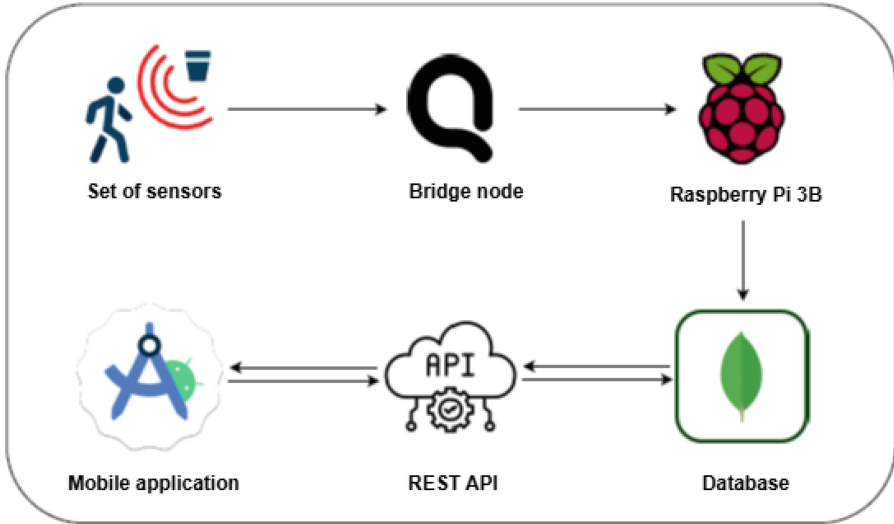 Set of sensors
Bridge node
Raspberry Pi 3B
API
Mobile application
REST API
Database